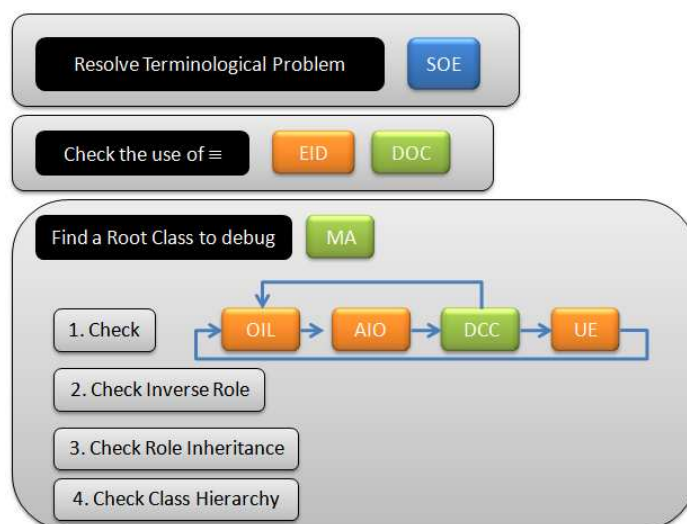 Resolve Terminological Problem SOE
Check the use of ≡ EID DOC
Find a Root Class to debug MA
1. Check OIL AIO DCC UE
2. Check Inverse Role
3. Check Role Inheritance
4. Check Class Hierarchy